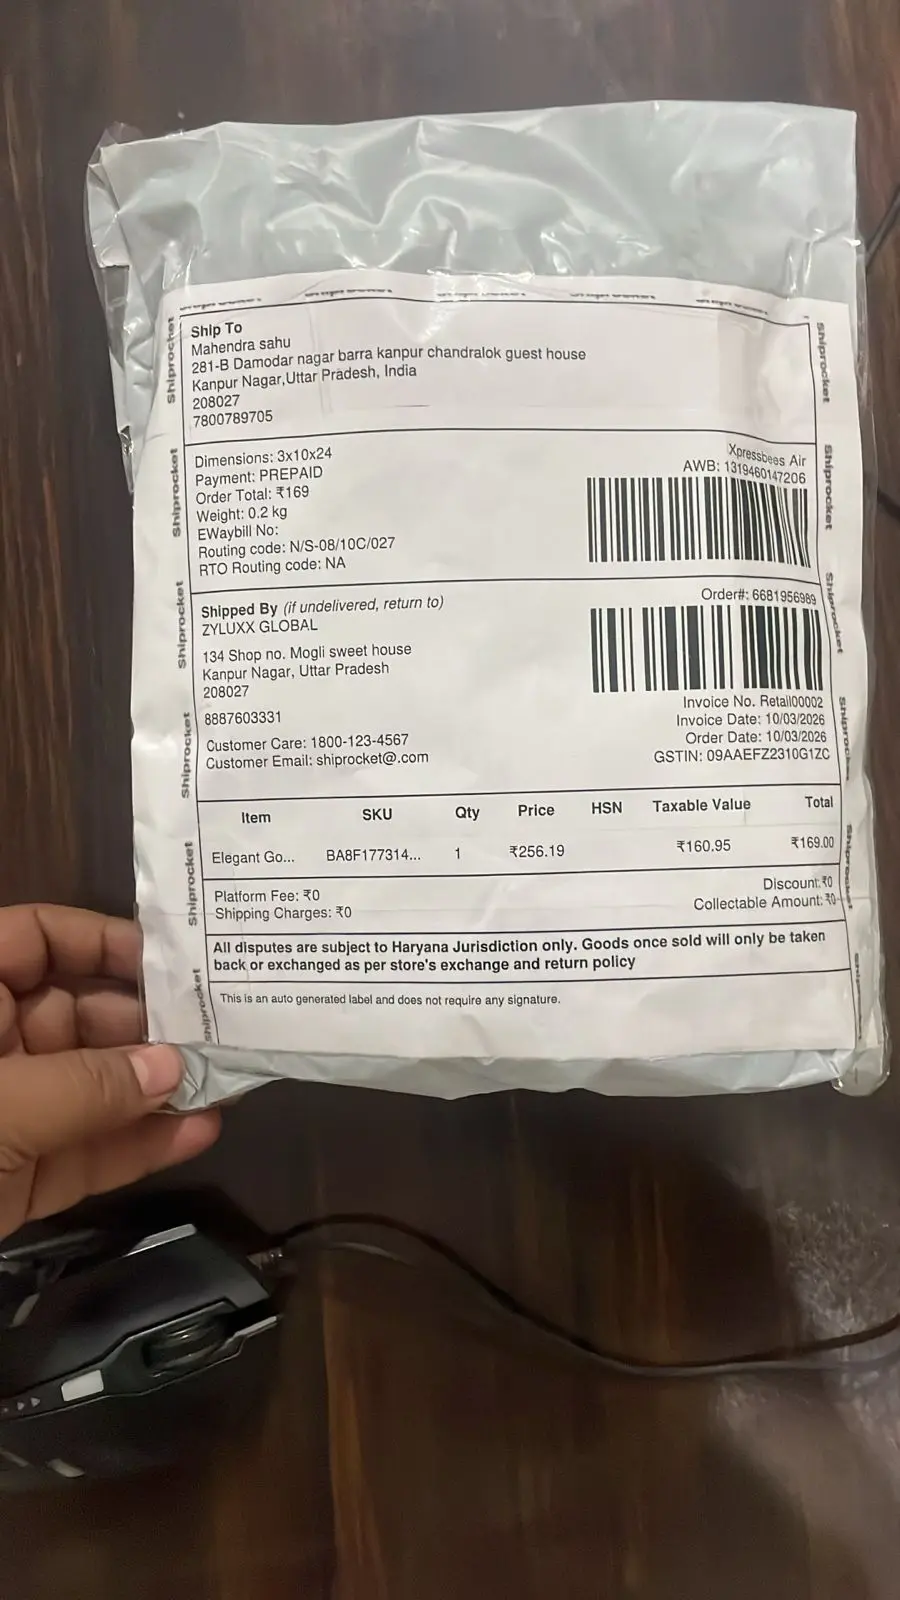 Ship To
Mahendra sahu
281-B Damodar nagar barra kanpur chandralok guest house
Kanpur Nagar,Uttar Pradesh, India
208027
7800789705
Dimensions: 3x10x24
Payment: PREPAID
Order Total: ₹169
Weight: 0.2 kg
EWaybill No:
Routing code: N/S-08/10C/027
RTO Routing code: NA
Xpressbees Air
AWB: 1319460147206
Shipped By (if undelivered, return to)
ZYLUXX GLOBAL
134 Shop no. Mogli sweet house
Kanpur Nagar, Uttar Pradesh
208027
8887603331
Customer Care: 1800-123-4567
Customer Email: shiprocket@.com
Order#: 6681956989
Invoice No. Retail00002
Invoice Date: 10/03/2026
Order Date: 10/03/2026
GSTIN: 09AAEFZ2310G1ZC
Item SKU Qty Price HSN Taxable Value Total
Elegant Go... BA8F177314... 1 ₹256.19 ₹160.95 ₹169.00
Platform Fee: ₹0
Shipping Charges: ₹0
Discount: ₹0
Collectable Amount: ₹0
All disputes are subject to Haryana Jurisdiction only. Goods once sold will only be taken
back or exchanged as per store's exchange and return policy
This is an auto generated label and does not require any signature.
Shiprocket
Shiprocket
Shiprocket
Shiprocket
Shiprocket
Shiprocket
Shiprocket
Shiprocket
Shiprocket